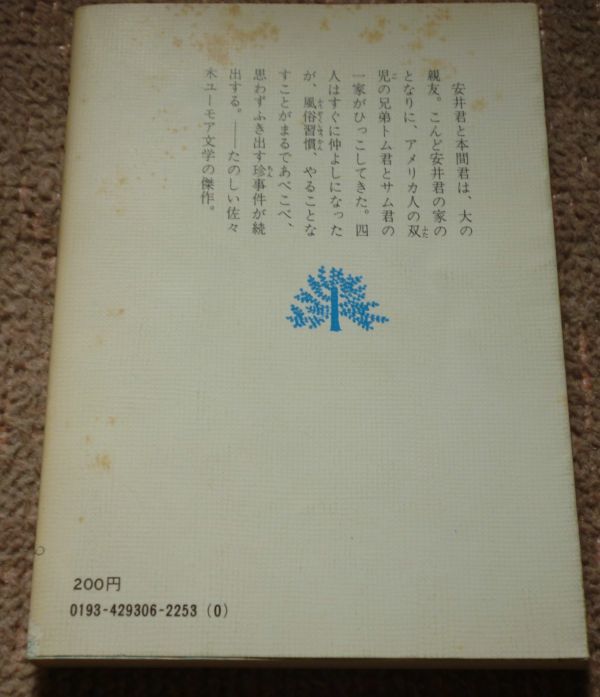 安井君と本間君は、大の
親友。こんど安井君の家の
となりに、アメリカ人の双
児の兄弟トム君とサム君の
一家がひっこしてきた。四
人はすぐに仲よしになった
が、風俗習慣、やることな
すことがまるであべこべ、
思わずふき出す珍事件が続
出する。――たのしい佐々
木ユーモア文学の傑作。
200円
0193-429306-2253 (0)